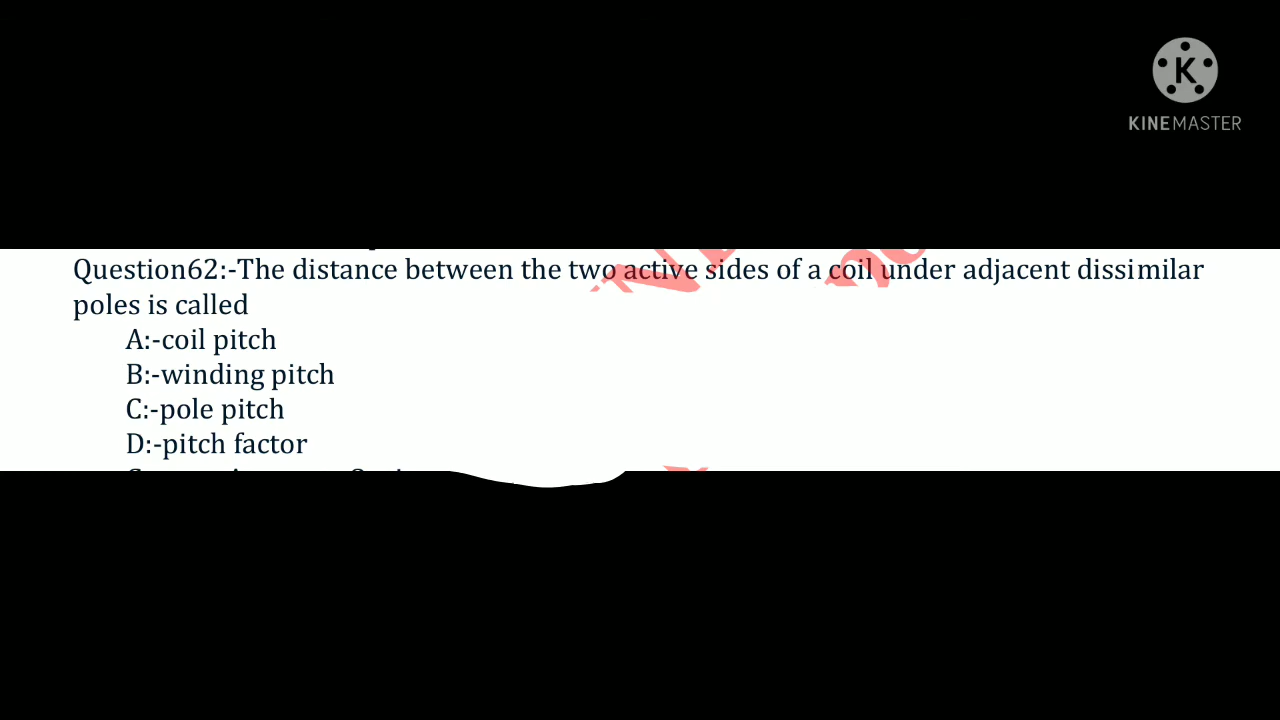 K
KINEMASTER
Question62:-The distance between the two active sides of a coil under adjacent dissimilar
poles is called
A:-coil pitch
B:-winding pitch
C:-pole pitch
D:-pitch factor